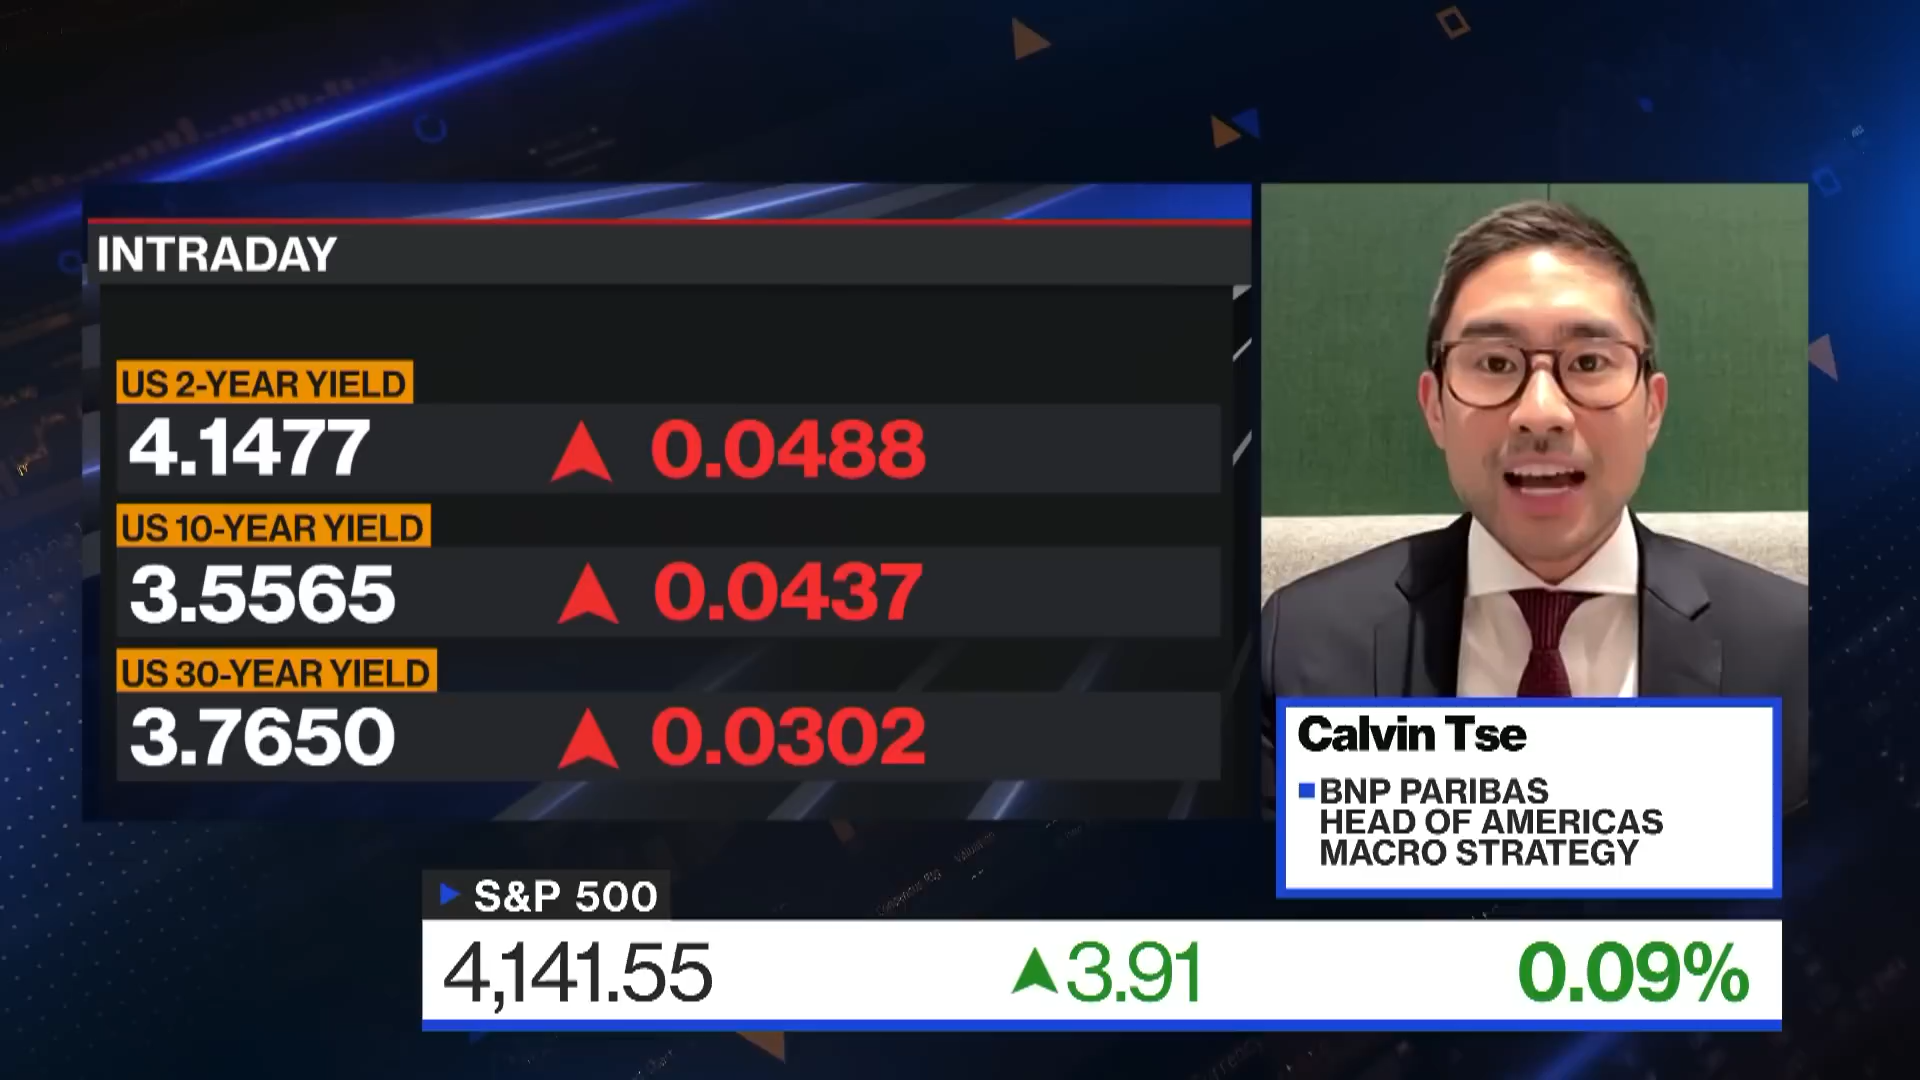 INTRADAY
US 2-YEAR YIELD
4.1477 ▲ 0.0488
US 10-YEAR YIELD
3.5565 ▲ 0.0437
US 30-YEAR YIELD
3.7650 ▲ 0.0302
Calvin Tse
BNP PARIBAS
HEAD OF AMERICAS
MACRO STRATEGY
S&P 500
4,141.55 ▲3.91 0.09%